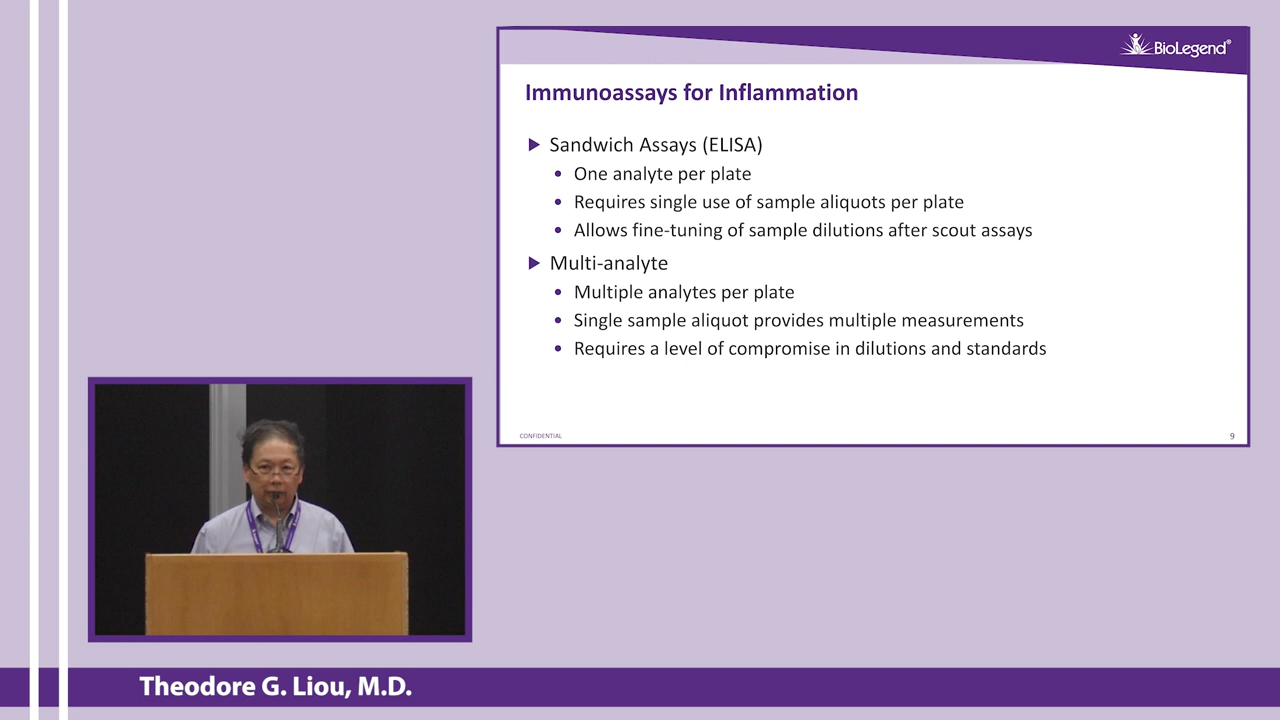 BioLegend®
Immunoassays for Inflammation
Sandwich Assays (ELISA)
One analyte per plate
Requires single use of sample aliquots per plate
Allows fine-tuning of sample dilutions after scout assays
Multi-analyte
Multiple analytes per plate
Single sample aliquot provides multiple measurements
Requires a level of compromise in dilutions and standards
CONFIDENTIAL
9
Theodore G. Liou, M.D.